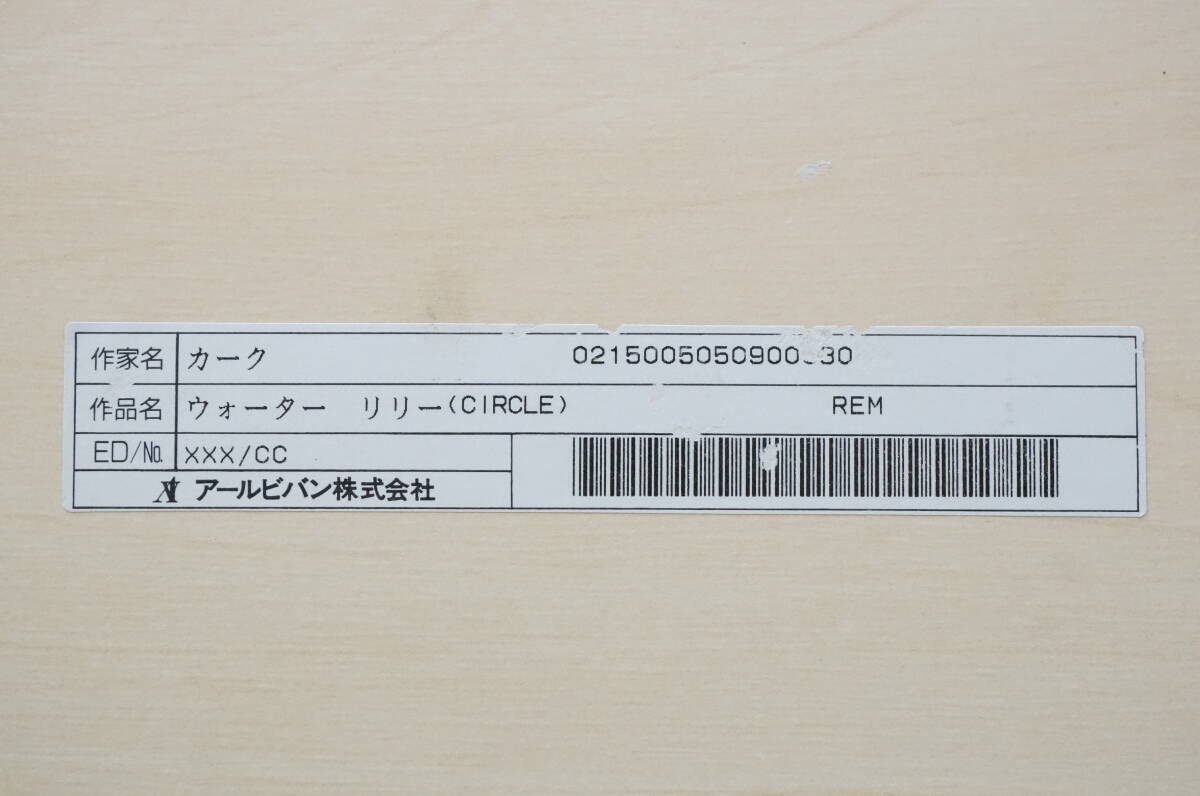 作家名 カーク
作品名 ウォーター リリー(CIRCLE) REM
ED/No. XXX/CC
アールビバン株式会社